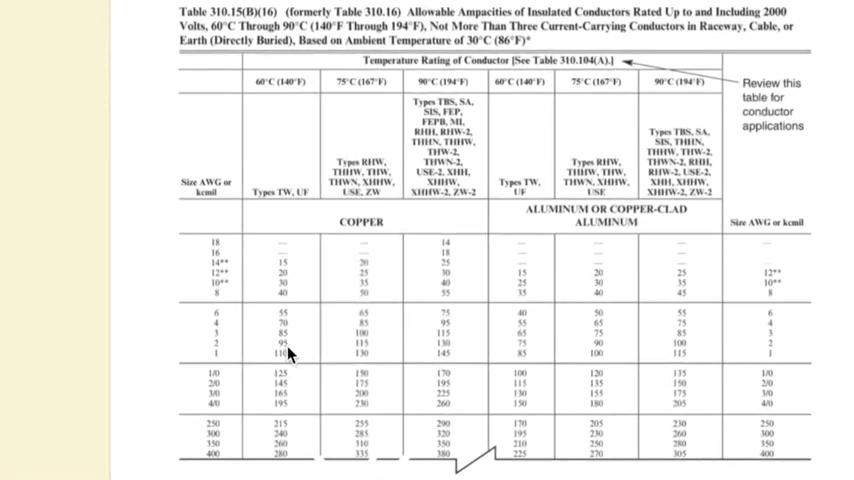 Table 310.15(B)(16) (formerly Table 310.16) Allowable Ampacities of Insulated Conductors Rated Up to and Including 2000
Volts, 60°C Through 90°C (140°F Through 194°F), Not More Than Three Current-Carrying Conductors in Raceway, Cable, or
Earth (Directly Buried), Based on Ambient Temperature of 30°C (86°F)*
Temperature Rating of Conductor [See Table 310.104(A).]
60°C (140°F) 75°C (167°F) 90°C (194°F) 60°C (140°F) 75°C (167°F) 90°C (194°F)
Review this
table for
conductor
applications
Size AWG or
kcmil
Types TW, UF
Types RHW,
THHW, THW,
THWN, XHHW,
USE, ZW
Types TBS, SA,
SIS, FEP,
FEPB, MI,
RHH, RHW-2,
THHN, THHW,
THW-2,
THWN-2,
USE-2, XHH,
XHHW,
XHHW-2, ZW-2
Types TW,
UF
Types RHW,
THHW, THW,
THWN, XHHW,
USE
Types TBS, SA,
SIS, THHN,
THHW, THW-2,
THWN-2, RHH,
RHW-2, USE-2,
XHH, XHHW,
XHHW-2, ZW-2
Size AWG or kcmil
COPPER
ALUMINUM OR COPPER-CLAD
ALUMINUM
18 — — 14 — — — —
16 — — 18 — — —
14** 15 20 25 — — — —
12** 20 25 30 15 20 25 12**
10** 30 35 40 25 30 35 10**
8 40 50 55 35 40 45 8
6 55 65 75 40 50 55 6
4 70 85 95 55 65 75 4
3 85 100 115 65 75 85 3
2 95 115 130 75 90 100 2
1 110 130 145 85 100 115 1
1/0 125 150 170 100 120 135 1/0
2/0 145 175 195 115 135 150 2/0
3/0 165 200 225 130 155 175 3/0
4/0 195 230 260 150 180 205 4/0
250 215 255 290 170 205 230 250
300 240 285 320 195 230 260 300
350 260 310 350 210 250 280 350
400 280 335 380 225 270 305 400